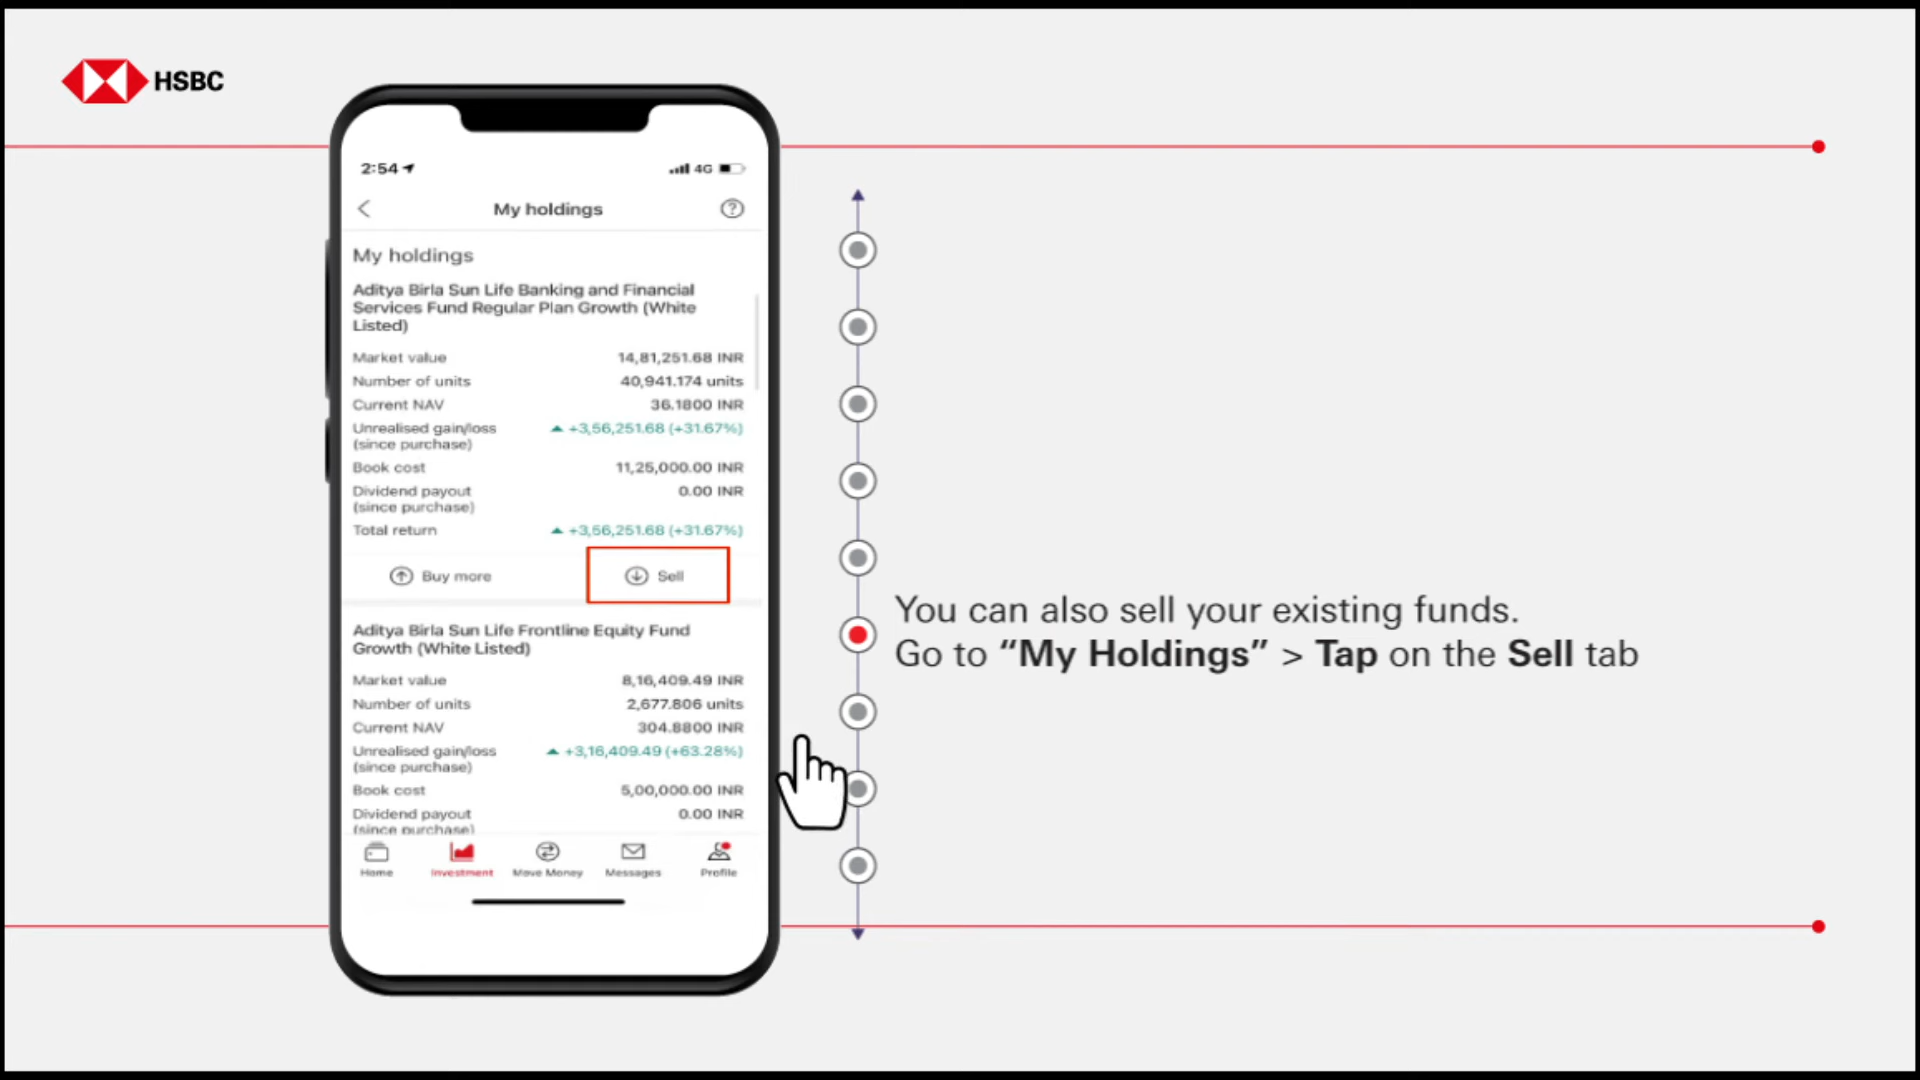 HSBC
2:54
4G
My holdings
My holdings
Aditya Birla Sun Life Banking and Financial
Services Fund Regular Plan Growth (White
Listed)
Market value 14,81,251.68 INR
Number of units 40,941.174 units
Current NAV 36.1800 INR
Unrealised gain/loss +3,56,251.68 (+31.67%)
(since purchase)
Book cost 11,25,000.00 INR
Dividend payout 0.00 INR
(since purchase)
Total return +3,56,251.68 (+31.67%)
Buy more Sell
Aditya Birla Sun Life Frontline Equity Fund
Growth (White Listed)
Market value 8,16,409.49 INR
Number of units 2,677.806 units
Current NAV 304.8800 INR
Unrealised gain/loss +3,16,409.49 (+63.28%)
(since purchase)
Book cost 5,00,000.00 INR
Dividend payout 0.00 INR
(since purchase)
Home Investment Move Money Messages Profile
You can also sell your existing funds.
Go to “My Holdings” > Tap on the Sell tab